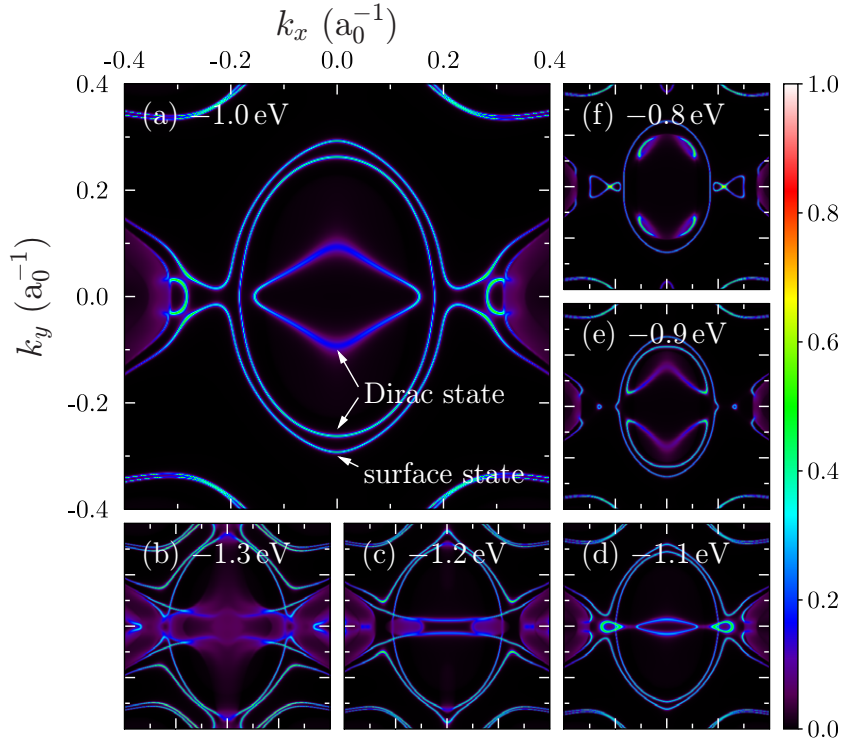 k_x (a_0^{-1})
-0.4 -0.2 0.0 0.2 0.4
0.4
0.2
0.0
-0.2
-0.4
k_y (a_0^{-1})
(a) −1.0 eV
Dirac state
surface state
(f) −0.8 eV
(e) −0.9 eV
(b) −1.3 eV
(c) −1.2 eV
(d) −1.1 eV
1.0
0.8
0.6
0.4
0.2
0.0